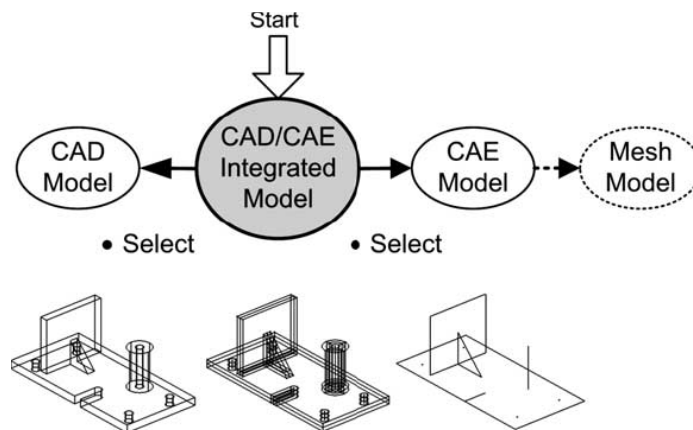 Start
CAD
Model
CAD/CAE
Integrated
Model
CAE
Model
Mesh
Model
• Select
• Select